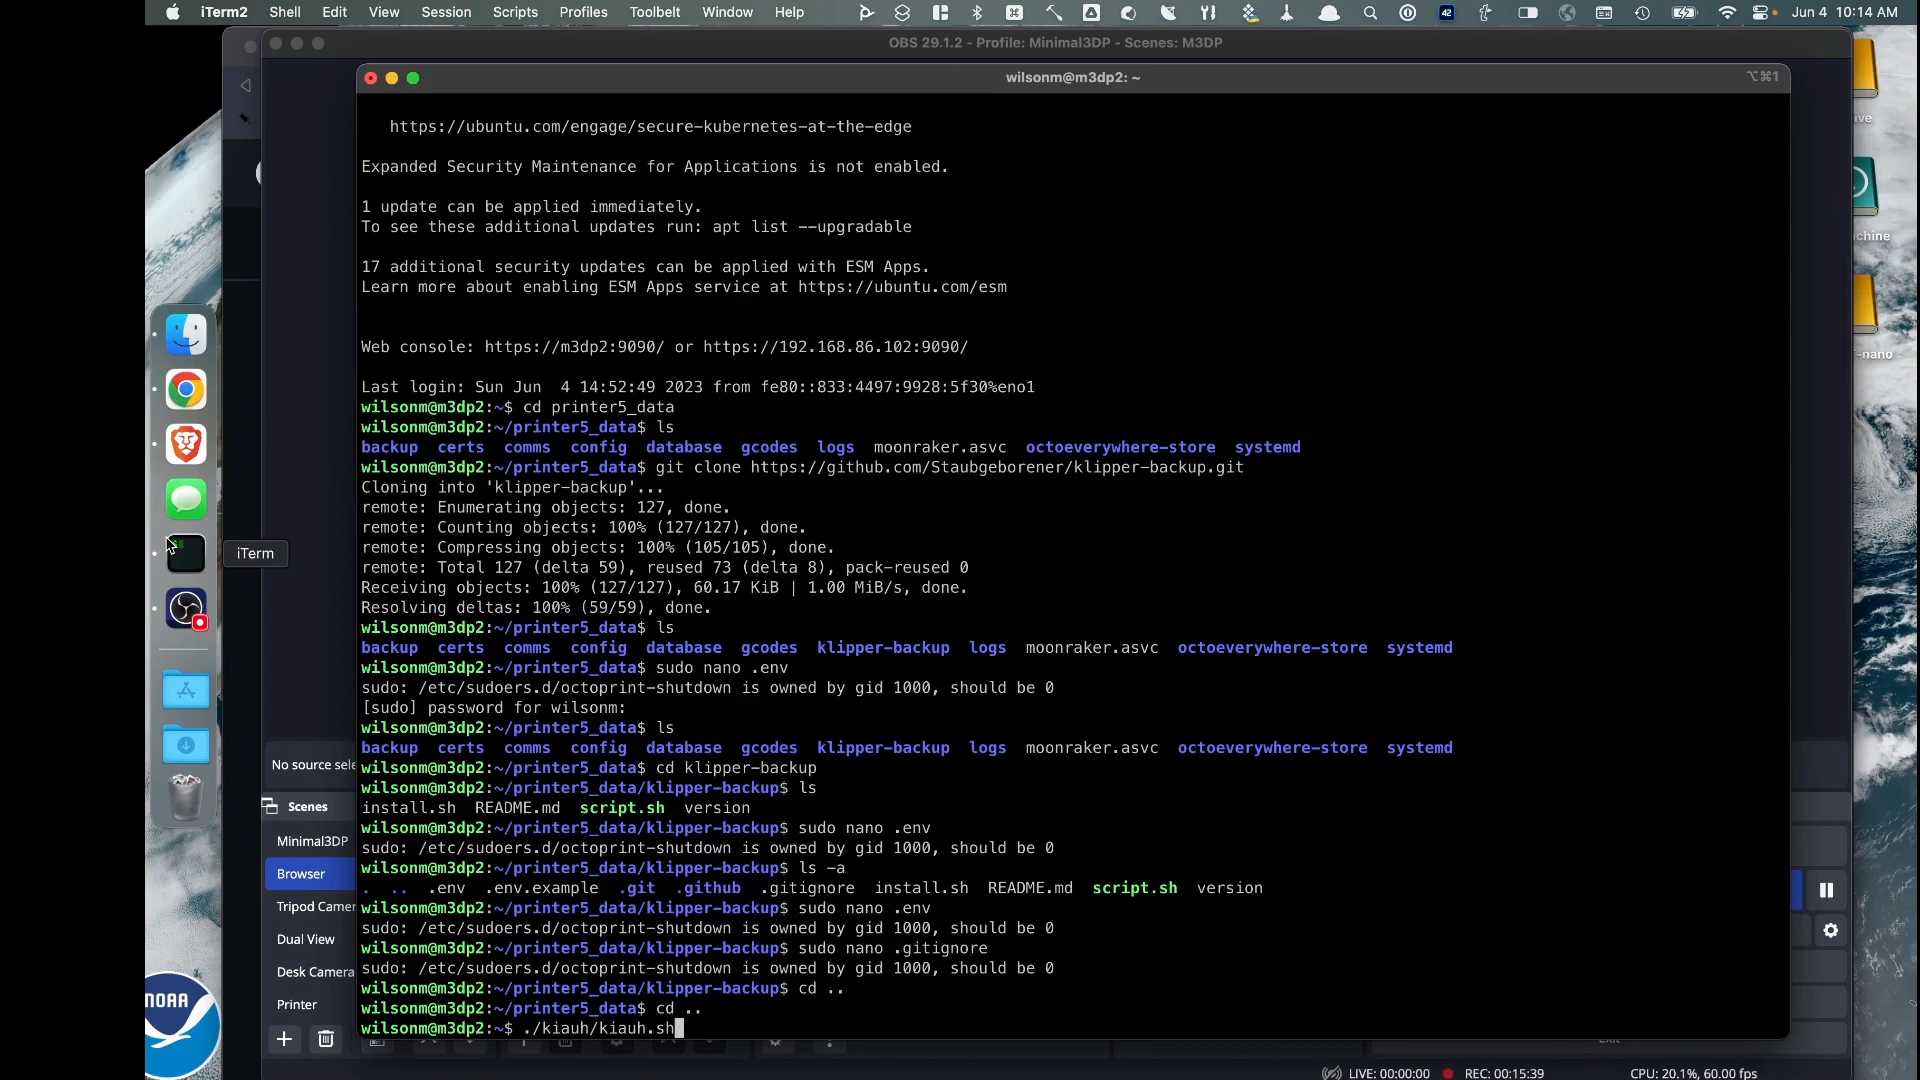 iTerm2 Shell Edit View Session Scripts Profiles Toolbelt Window Help 42 Jun 4 10:14 AM
OBS 29.1.2 - Profile: Minimal3DP - Scenes: M3DP
wilsonm@m3dp2: ~ ⌥⌘1
https://ubuntu.com/engage/secure-kubernetes-at-the-edge
Expanded Security Maintenance for Applications is not enabled.
1 update can be applied immediately.
To see these additional updates run: apt list --upgradable
17 additional security updates can be applied with ESM Apps.
Learn more about enabling ESM Apps service at https://ubuntu.com/esm
Web console: https://m3dp2:9090/ or https://192.168.86.102:9090/
Last login: Sun Jun  4 14:52:49 2023 from fe80::833:4497:9928:5f30%eno1
wilsonm@m3dp2:~$ cd printer5_data
wilsonm@m3dp2:~/printer5_data$ ls
backup  certs  comms  config  database  gcodes  logs  moonraker.asvc  octoeverywhere-store  systemd
wilsonm@m3dp2:~/printer5_data$ git clone https://github.com/Staubgeborener/klipper-backup.git
Cloning into 'klipper-backup'...
remote: Enumerating objects: 127, done.
remote: Counting objects: 100% (127/127), done.
remote: Compressing objects: 100% (105/105), done.
remote: Total 127 (delta 59), reused 73 (delta 8), pack-reused 0
Receiving objects: 100% (127/127), 60.17 KiB | 1.00 MiB/s, done.
Resolving deltas: 100% (59/59), done.
wilsonm@m3dp2:~/printer5_data$ ls
backup  certs  comms  config  database  gcodes  klipper-backup  logs  moonraker.asvc  octoeverywhere-store  systemd
wilsonm@m3dp2:~/printer5_data$ sudo nano .env
sudo: /etc/sudoers.d/octoprint-shutdown is owned by gid 1000, should be 0
[sudo] password for wilsonm:
wilsonm@m3dp2:~/printer5_data$ ls
backup  certs  comms  config  database  gcodes  klipper-backup  logs  moonraker.asvc  octoeverywhere-store  systemd
wilsonm@m3dp2:~/printer5_data$ cd klipper-backup
wilsonm@m3dp2:~/printer5_data/klipper-backup$ ls
install.sh  README.md  script.sh  version
wilsonm@m3dp2:~/printer5_data/klipper-backup$ sudo nano .env
sudo: /etc/sudoers.d/octoprint-shutdown is owned by gid 1000, should be 0
wilsonm@m3dp2:~/printer5_data/klipper-backup$ ls -a
.  ..  .env  .env.example  .git  .github  .gitignore  install.sh  README.md  script.sh  version
wilsonm@m3dp2:~/printer5_data/klipper-backup$ sudo nano .env
sudo: /etc/sudoers.d/octoprint-shutdown is owned by gid 1000, should be 0
wilsonm@m3dp2:~/printer5_data/klipper-backup$ sudo nano .gitignore
sudo: /etc/sudoers.d/octoprint-shutdown is owned by gid 1000, should be 0
wilsonm@m3dp2:~/printer5_data/klipper-backup$ cd ..
wilsonm@m3dp2:~/printer5_data$ cd ..
wilsonm@m3dp2:~$ ./kiauh/kiauh.sh
iTerm
No source sele
Scenes
Minimal3DP
Browser
Tripod Camer
Dual View
Desk Camera
Printer
NOAA
ive
chine
-nano
LIVE: 00:00:00 REC: 00:15:39 CPU: 20.1%, 60.00 fps